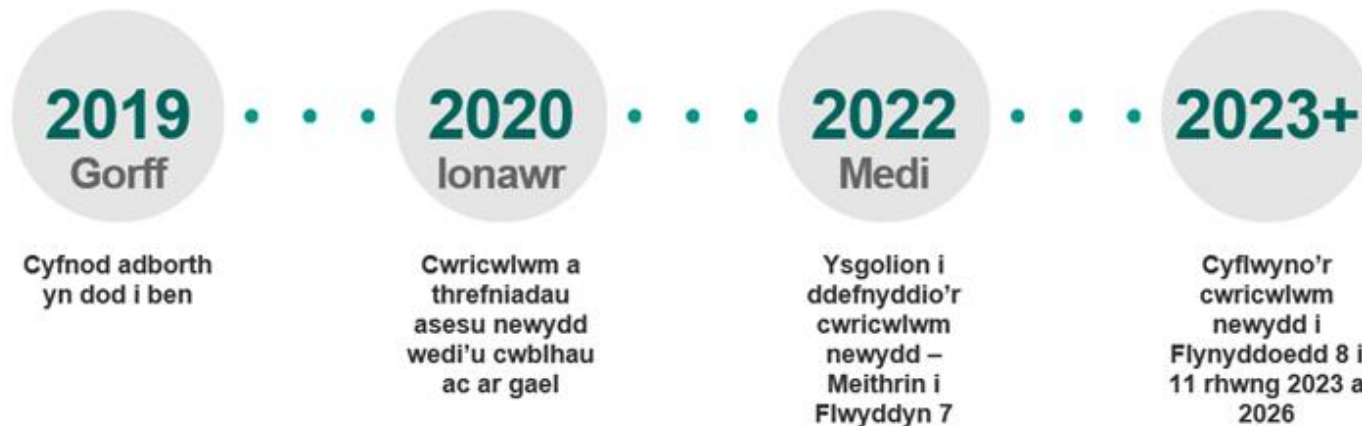 2019
Gorff
Cyfnod adborth
yn dod i ben
2020
Ionawr
Cwricwlwm a
threfniadau
asesu newydd
wedi'u cwblhau
ac ar gael
2022
Medi
Ysgolion i
ddefnyddio'r
cwricwlwm
newydd –
Meithrin i
Flwyddyn 7
2023+
Cyflwyno'r
cwricwlwm
newydd i
Flynyddoedd 8 i
11 rhwng 2023 a
2026